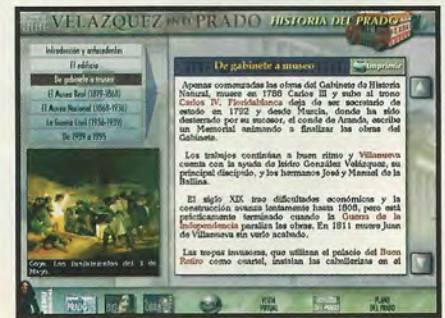 VELAZQUEZ EN EL PRADO
HISTORIA DEL PRADO
Introducción y antecedentes
El edificio
De gabinete a museo
El Museo Real (1819-1868)
El Museo Nacional (1868-1936)
La Guerra Civil (1936-1939)
De 1939 a 1995
Goya. Los fusilamientos del 3 de
Mayo.
De gabinete a museo
Imprimir
Apenas comenzadas las obras del Gabinete de Historia
Natural, muere en 1788 Carlos III y sube al trono
Carlos IV. Floridablanca deja de ser secretario de
estado en 1792 y desde Murcia, donde ha sido
desterrado por su sucesor, el conde de Aranda, escribe
un Memorial animando a finalizar las obras del
Gabinete.
Los trabajos continúan a buen ritmo y Villanueva
cuenta con la ayuda de Isidro González Velázquez, su
principal discípulo, y los hermanos José y Manuel de la
Ballina.
El siglo XIX trae dificultades económicas y la
construcción avanza lentamente hasta 1808, pero está
prácticamente terminado cuando la Guerra de la
Independencia paraliza las obras. En 1811 muere Juan
de Villanueva sin verlo acabado.
Las tropas invasoras, que utilizan el palacio del Buen
Retiro como cuartel, instalan las caballerizas en el
PRADO
VISITA
VIRTUAL
PLANO
DEL PRADO